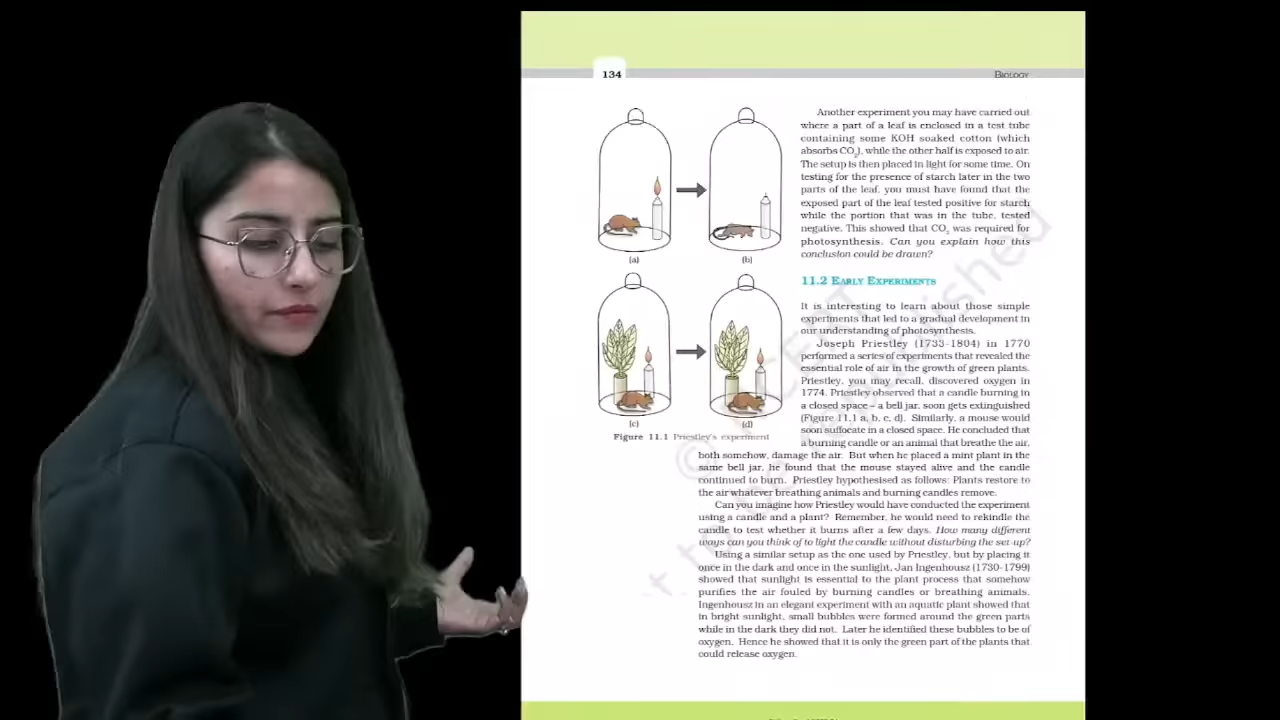 134
BIOLOGY
Another experiment you may have carried out
where a part of a leaf is enclosed in a test tube
containing some KOH soaked cotton (which
absorbs CO2), while the other half is exposed to air.
The setup is then placed in light for some time. On
testing for the presence of starch later in the two
parts of the leaf, you must have found that the
exposed part of the leaf tested positive for starch
while the portion that was in the tube, tested
negative. This showed that CO2 was required for
photosynthesis. Can you explain how this
conclusion could be drawn?
(a)
(b)
(c)
(d)
Figure 11.1 Priestley's experiment
11.2 EARLY EXPERIMENTS
It is interesting to learn about those simple
experiments that led to a gradual development in
our understanding of photosynthesis.
Joseph Priestley (1733-1804) in 1770
performed a series of experiments that revealed the
essential role of air in the growth of green plants.
Priestley, you may recall, discovered oxygen in
1774. Priestley observed that a candle burning in
a closed space – a bell jar, soon gets extinguished
(Figure 11.1 a, b, c, d). Similarly, a mouse would
soon suffocate in a closed space. He concluded that
a burning candle or an animal that breathe the air,
both somehow, damage the air. But when he placed a mint plant in the
same bell jar, he found that the mouse stayed alive and the candle
continued to burn. Priestley hypothesised as follows: Plants restore to
the air whatever breathing animals and burning candles remove.
Can you imagine how Priestley would have conducted the experiment
using a candle and a plant? Remember, he would need to rekindle the
candle to test whether it burns after a few days. How many different
ways can you think of to light the candle without disturbing the set-up?
Using a similar setup as the one used by Priestley, but by placing it
once in the dark and once in the sunlight, Jan Ingenhousz (1730-1799)
showed that sunlight is essential to the plant process that somehow
purifies the air fouled by burning candles or breathing animals.
Ingenhousz in an elegant experiment with an aquatic plant showed that
in bright sunlight, small bubbles were formed around the green parts
while in the dark they did not. Later he identified these bubbles to be of
oxygen. Hence he showed that it is only the green part of the plants that
could release oxygen.